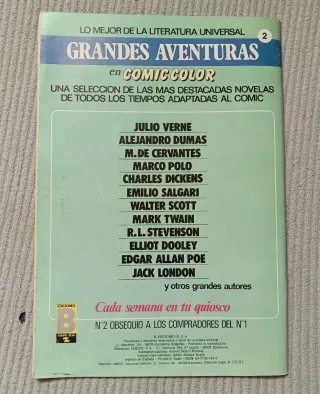 LO MEJOR DE LA LITERATURA UNIVERSAL
GRANDES AVENTURAS
2
en COMIC COLOR
UNA SELECCION DE LAS MAS DESTACADAS NOVELAS
DE TODOS LOS TIEMPOS ADAPTADAS AL COMIC
JULIO VERNE
ALEJANDRO DUMAS
M. DE CERVANTES
MARCO POLO
CHARLES DICKENS
EMILIO SALGARI
WALTER SCOTT
MARK TWAIN
R.L. STEVENSON
ELLIOT DOOLEY
EDGAR ALLAN POE
JACK LONDON
y otros grandes autores
Cada semana en tu quiosco
EDICIONES
B
N.º 2 OBSEQUIO A LOS COMPRADORES DEL N.º 1